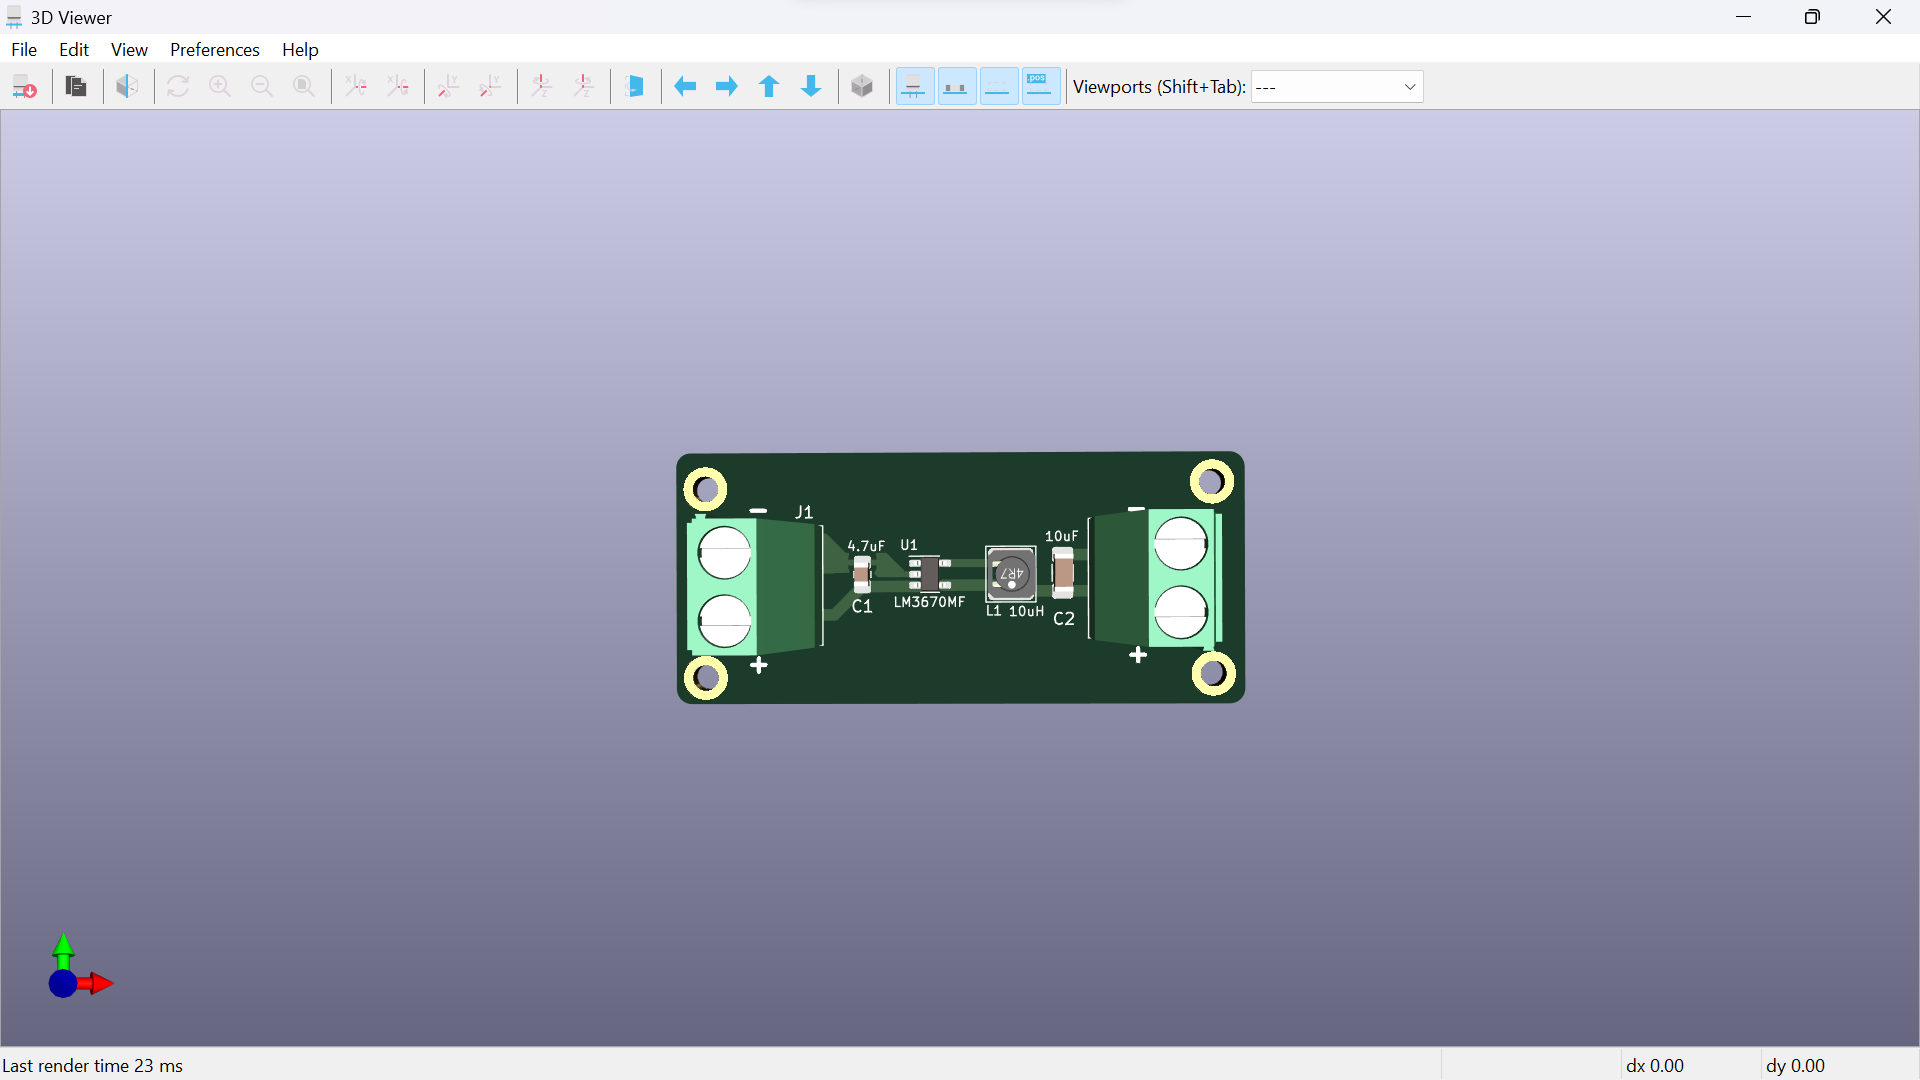 3D Viewer
File Edit View Preferences Help
.pos
Viewports (Shift+Tab): ---
J1
4.7uF U1 10uF
4R7
C1 LM3670MF L1 10uH C2
Last render time 23 ms dx 0.00 dy 0.00